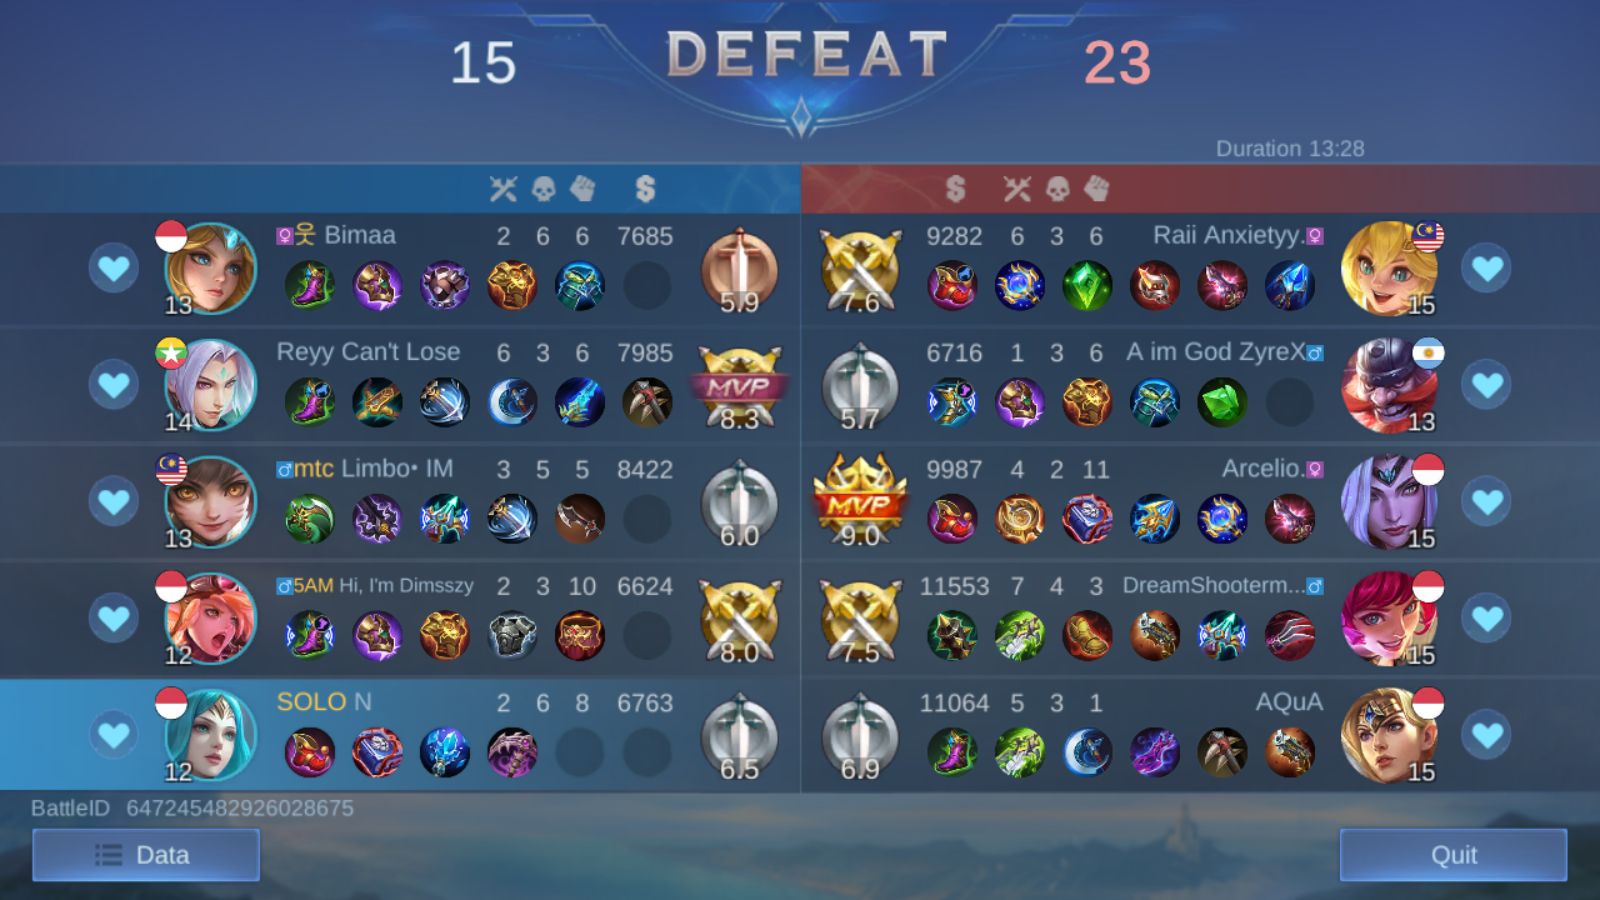 15 DEFEAT 23
Duration 13:28
웃 Bimaa 2 6 6 7685
13 5.9
9282 6 3 6 Raii Anxietyy.
7.6 15
Reyy Can't Lose 6 3 6 7985
14 MVP 8.3
6716 1 3 6 A im God ZyreX
5.7 13
mtc Limbo• IM 3 5 5 8422
13 6.0
9987 4 2 11 Arcelio.
MVP 9.0 15
5AM Hi, I'm Dimsszy 2 3 10 6624
12 8.0
11553 7 4 3 DreamShooterm...
7.5 15
SOLO N 2 6 8 6763
12 6.5
11064 5 3 1 AQuA
6.9 15
BattleID 647245482926028675
Data
Quit